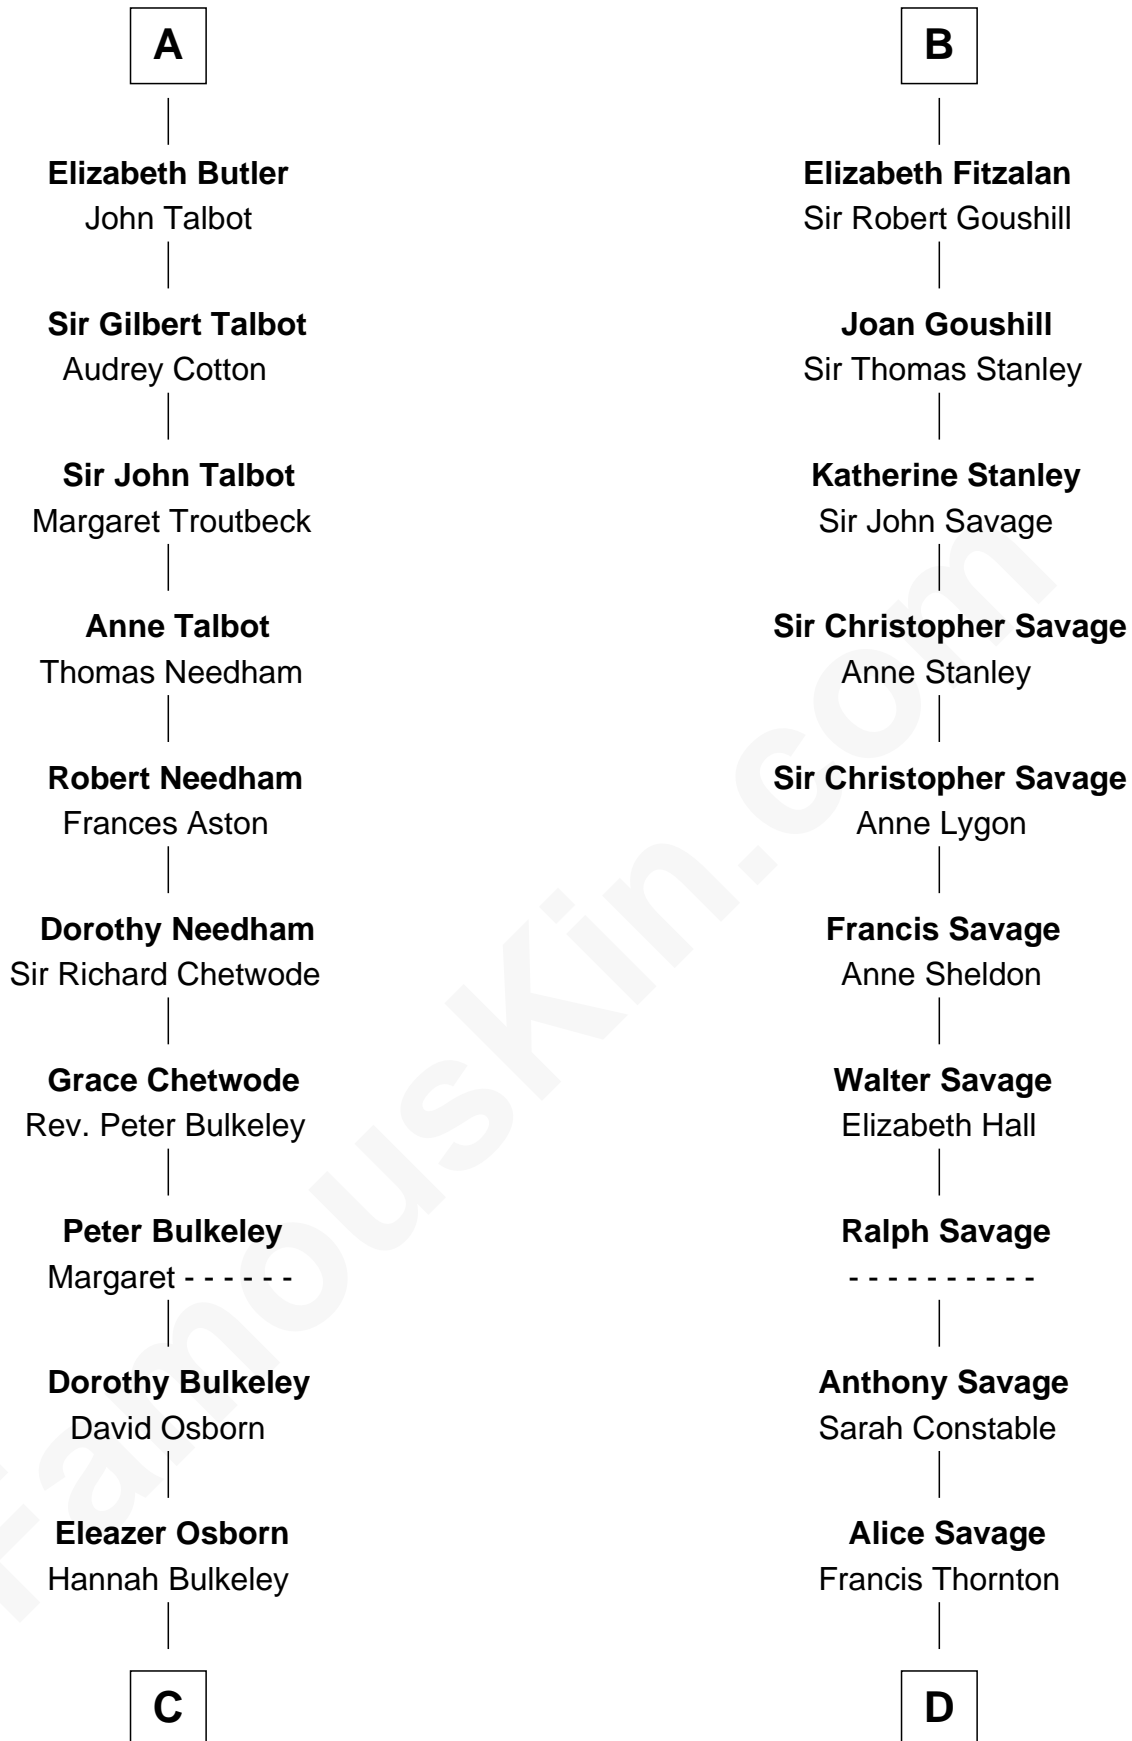 A
Elizabeth Butler
John Talbot
Sir Gilbert Talbot
Audrey Cotton
Sir John Talbot
Margaret Troutbeck
Anne Talbot
Thomas Needham
Robert Needham
Frances Aston
Dorothy Needham
Sir Richard Chetwode
Grace Chetwode
Rev. Peter Bulkeley
Peter Bulkeley
Margaret - - - - - -
Dorothy Bulkeley
David Osborn
Eleazer Osborn
Hannah Bulkeley
C
B
Elizabeth Fitzalan
Sir Robert Goushill
Joan Goushill
Sir Thomas Stanley
Katherine Stanley
Sir John Savage
Sir Christopher Savage
Anne Stanley
Sir Christopher Savage
Anne Lygon
Francis Savage
Anne Sheldon
Walter Savage
Elizabeth Hall
Ralph Savage
- - - - - - - - - -
Anthony Savage
Sarah Constable
Alice Savage
Francis Thornton
D
FamousKin.com